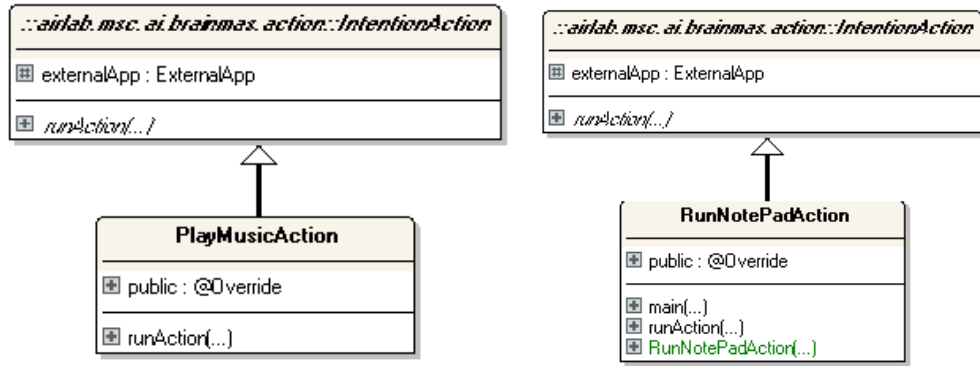 ::airlab.msc.ai.brainmas.action::IntentionAction
externalApp : ExternalApp
runAction(...)
PlayMusicAction
public : @Override
runAction(...)
::airlab.msc.ai.brainmas.action::IntentionAction
externalApp : ExternalApp
runAction(...)
RunNotePadAction
public : @Override
main(...)
runAction(...)
RunNotePadAction(...)